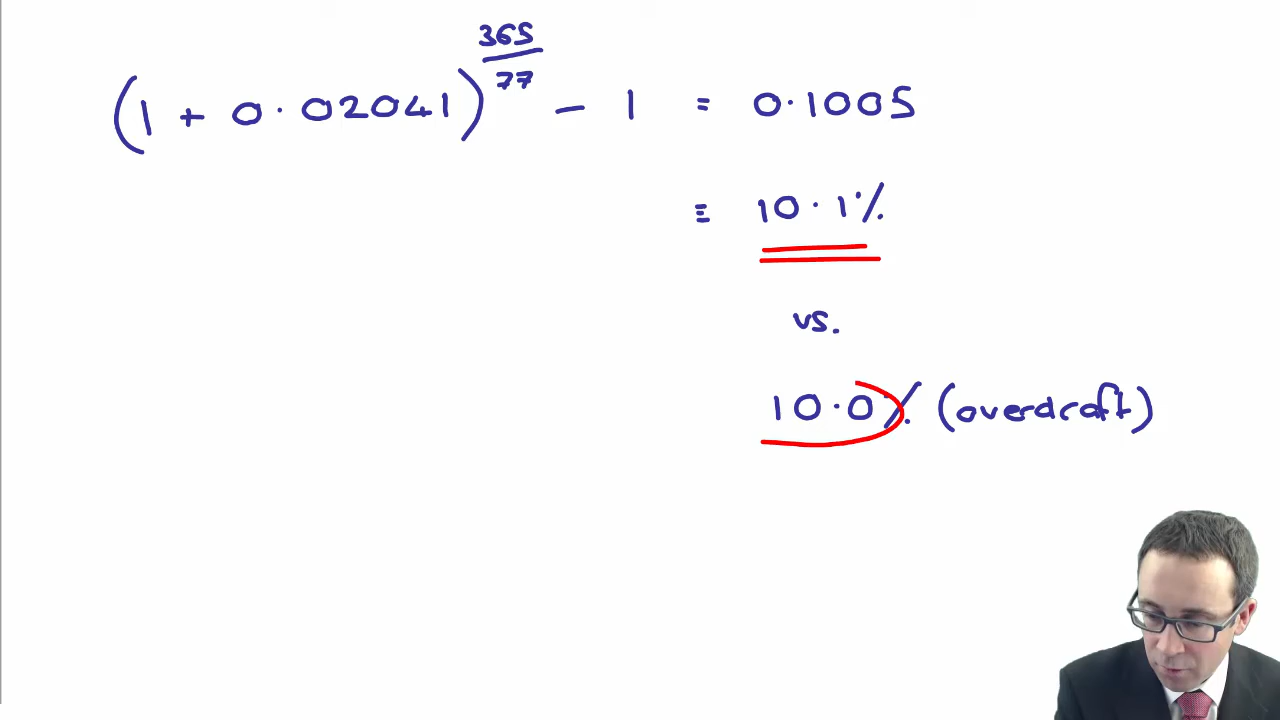 (1 + 0·02041)^(365/77) - 1 = 0·1005
≡ 10·1%
vs.
10·0% (overdraft)